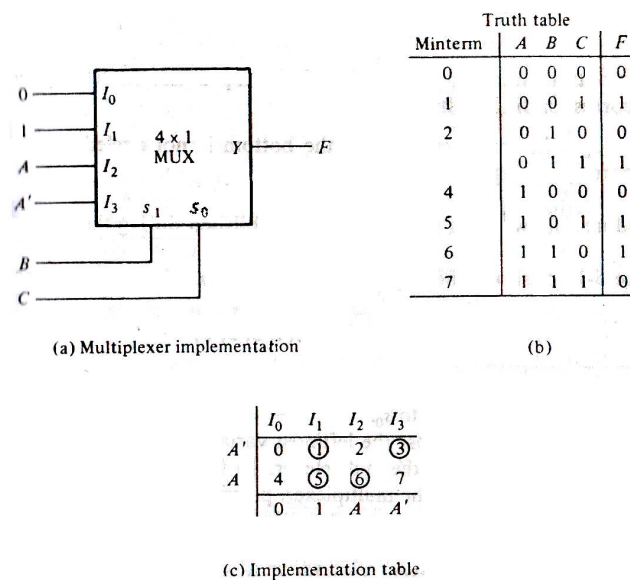 0 I₀
1 I₁
A I₂
A' I₃
4 x 1
MUX
Y F
s₁ s₀
B
C
(a) Multiplexer implementation
Truth table
Minterm A B C F
0 0 0 0 0
1 0 0 1 1
2 0 1 0 0
0 1 1 1
4 1 0 0 0
5 1 0 1 1
6 1 1 0 1
7 1 1 1 0
(b)
I₀ I₁ I₂ I₃
A' 0 1 2 3
A 4 5 6 7
0 1 A A'
(c) Implementation table